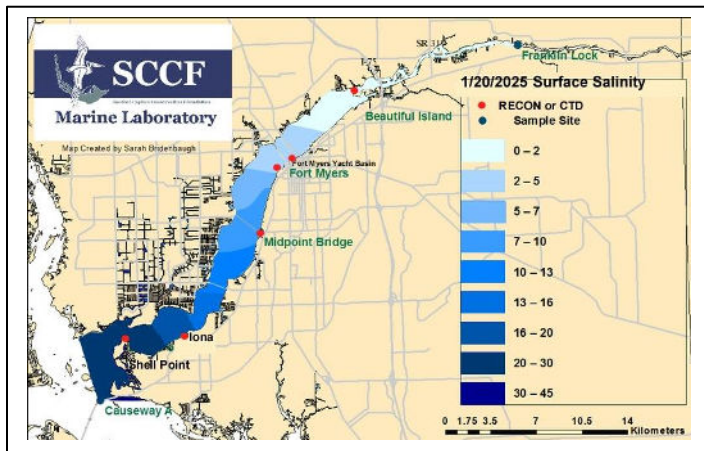 SCCF
Marine Laboratory
Map Created by Sarah Bridenbaugh
SR 31
I-75
Franklin Lock
Beautiful Island
Fort Myers Yacht Basin
Fort Myers
Midpoint Bridge
Iona
Shell Point
Causeway A
1/20/2025 Surface Salinity
RECON or CTD
Sample Site
0 – 2
2 – 5
5 – 7
7 – 10
10 – 13
13 – 16
16 – 20
20 – 30
30 – 45
0 1.75 3.5 7 10.5 14
Kilometers